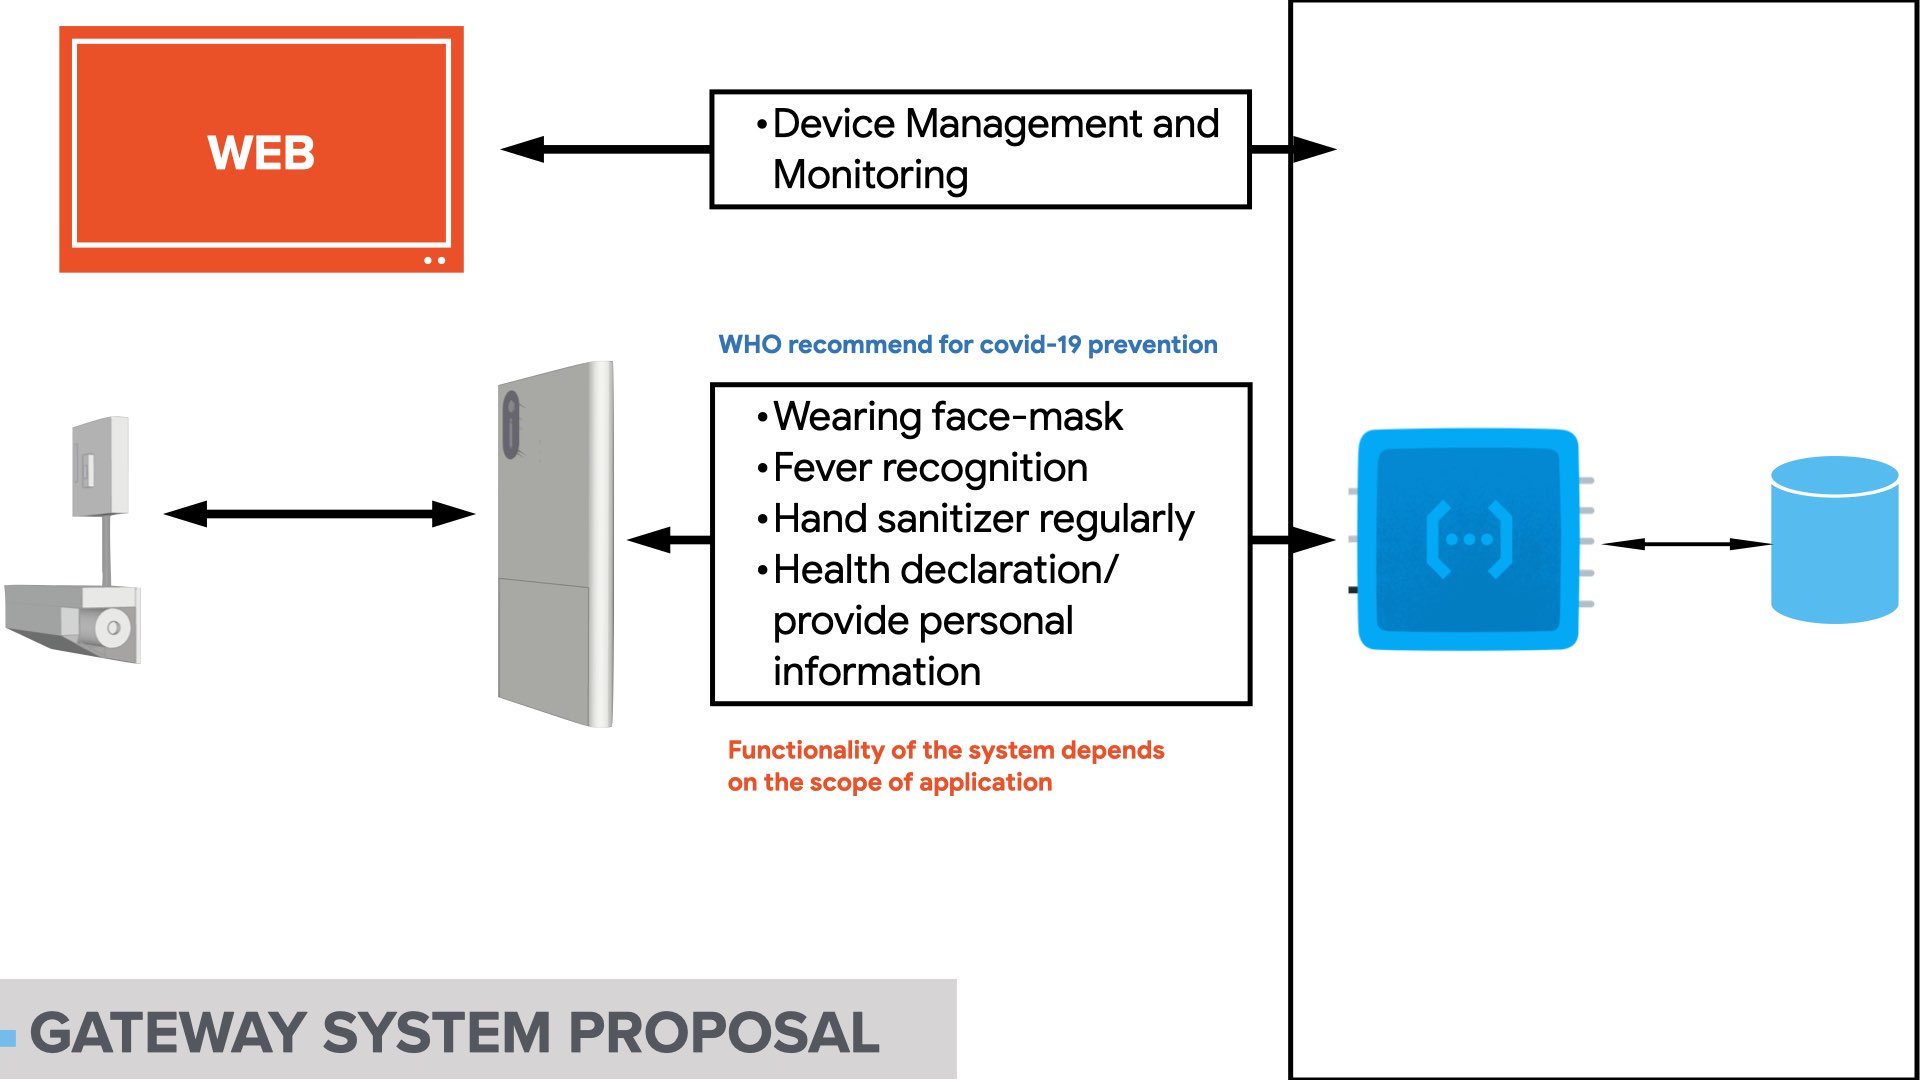 WEB
•Device Management and
Monitoring
WHO recommend for covid-19 prevention
•Wearing face-mask
•Fever recognition
•Hand sanitizer regularly
•Health declaration/
provide personal
information
Functionality of the system depends
on the scope of application
GATEWAY SYSTEM PROPOSAL